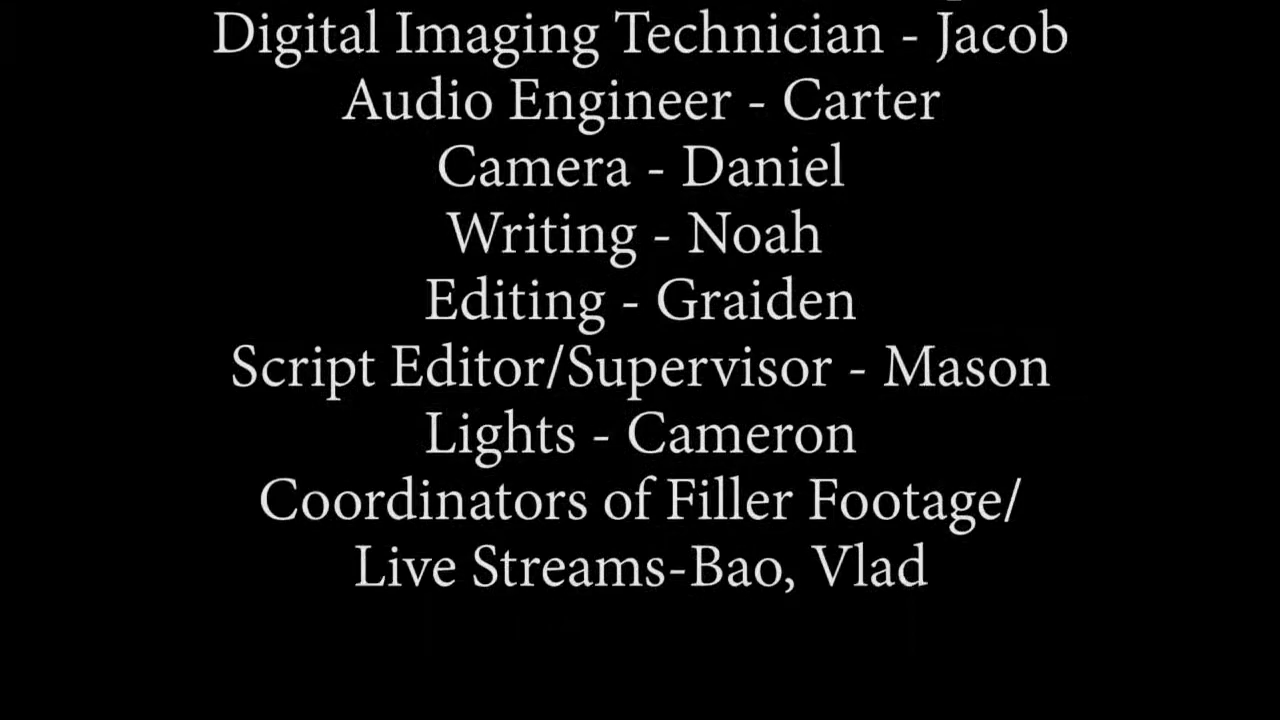 Digital Imaging Technician - Jacob
Audio Engineer - Carter
Camera - Daniel
Writing - Noah
Editing - Graiden
Script Editor/Supervisor - Mason
Lights - Cameron
Coordinators of Filler Footage/
Live Streams-Bao, Vlad